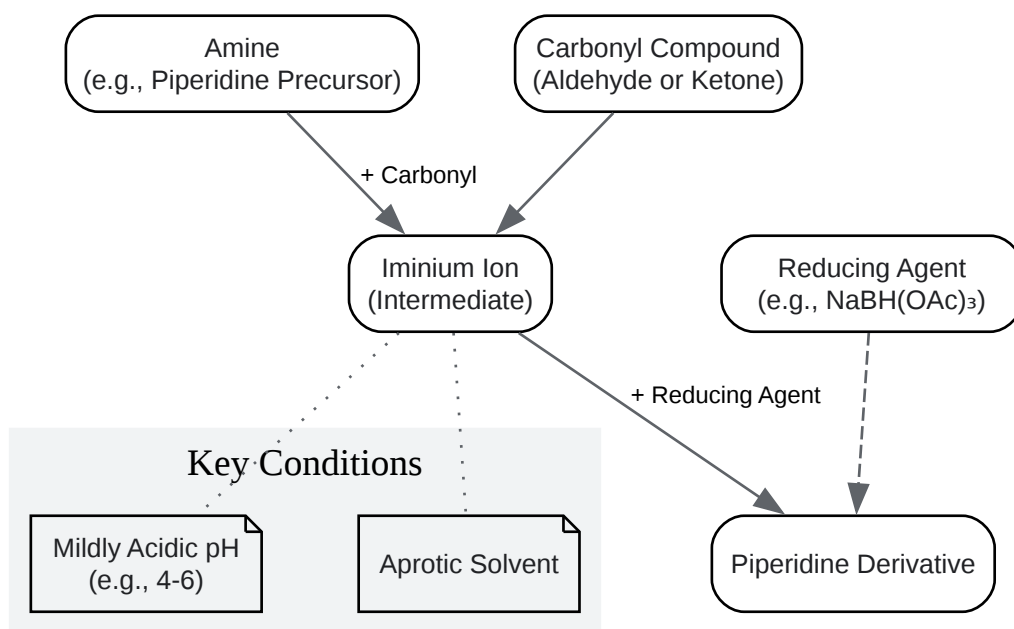 Amine
(e.g., Piperidine Precursor)
Carbonyl Compound
(Aldehyde or Ketone)
+ Carbonyl
Iminium Ion
(Intermediate)
Reducing Agent
(e.g., NaBH(OAc)₃)
+ Reducing Agent
Key Conditions
Mildly Acidic pH
(e.g., 4-6)
Aprotic Solvent
Piperidine Derivative